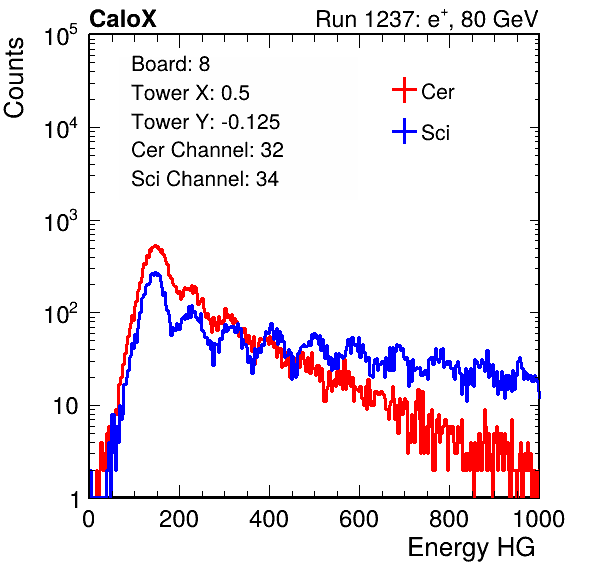 CaloX Run 1237: e⁺, 80 GeV
Counts
10⁵
10⁴
10³
10²
10
1
Board: 8
Tower X: 0.5
Tower Y: -0.125
Cer Channel: 32
Sci Channel: 34
Cer
Sci
0 200 400 600 800 1000
Energy HG